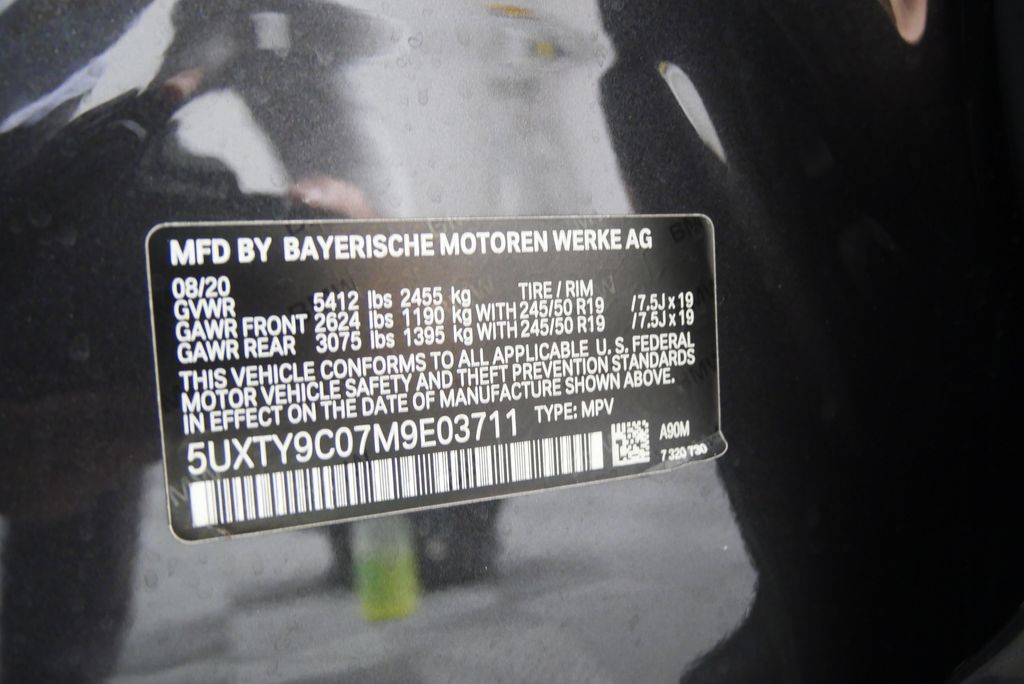 MFD BY BAYERISCHE MOTOREN WERKE AG
08/20 TIRE / RIM
GVWR 5412 lbs 2455 kg
GAWR FRONT 2624 lbs 1190 kg WITH 245/50 R19 /7.5J x 19
GAWR REAR 3075 lbs 1395 kg WITH 245/50 R19 /7.5J x 19
THIS VEHICLE CONFORMS TO ALL APPLICABLE U. S. FEDERAL
MOTOR VEHICLE SAFETY AND THEFT PREVENTION STANDARDS
IN EFFECT ON THE DATE OF MANUFACTURE SHOWN ABOVE.
5UXTY9C07M9E03711 TYPE: MPV
A90M
7 320 730